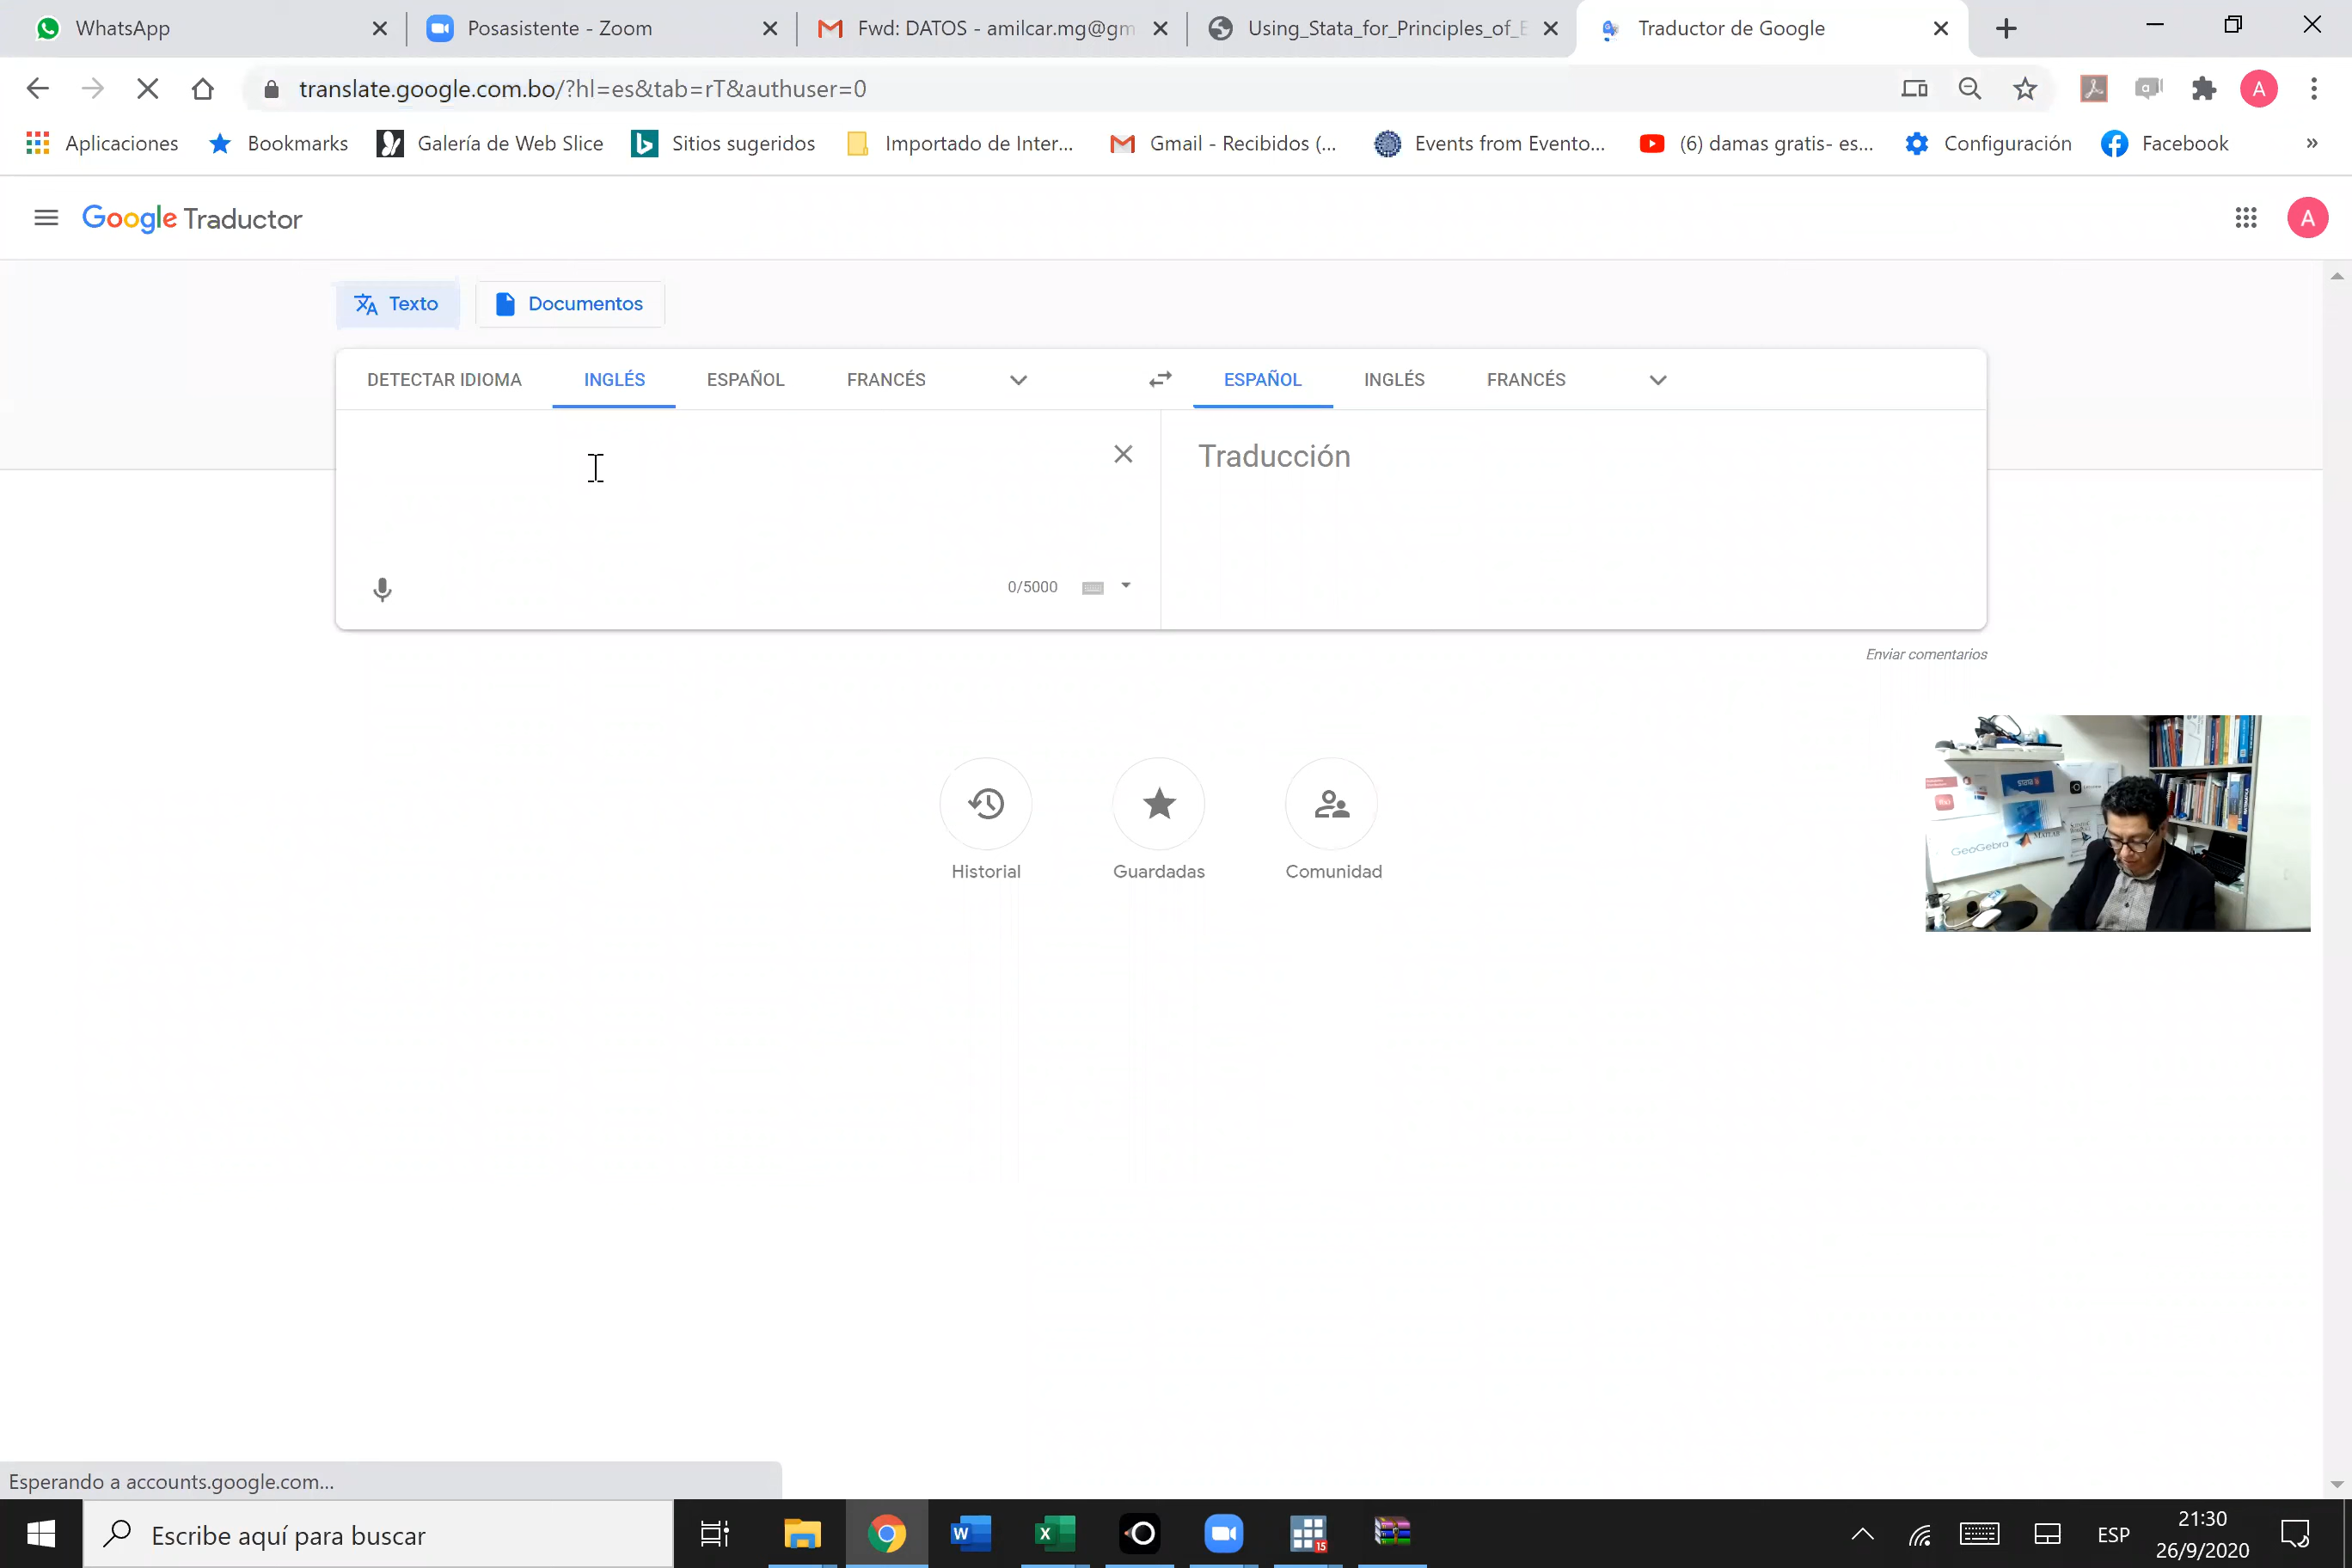 WhatsApp
Posasistente - Zoom
Fwd: DATOS - amilcar.mg@gm
Using_Stata_for_Principles_of_E
Traductor de Google
translate.google.com.bo/?hl=es&tab=rT&authuser=0
A
Aplicaciones
Bookmarks
Galería de Web Slice
Sitios sugeridos
Importado de Inter...
Gmail - Recibidos (...
Events from Evento...
(6) damas gratis- es...
Configuración
Facebook
»
Google Traductor
A
Texto
Documentos
DETECTAR IDIOMA
INGLÉS
ESPAÑOL
FRANCÉS
ESPAÑOL
INGLÉS
FRANCÉS
Traducción
0/5000
Enviar comentarios
Historial
Guardadas
Comunidad
GeoGebra
MATLAB
Esperando a accounts.google.com...
Escribe aquí para buscar
15
ESP
21:30
26/9/2020